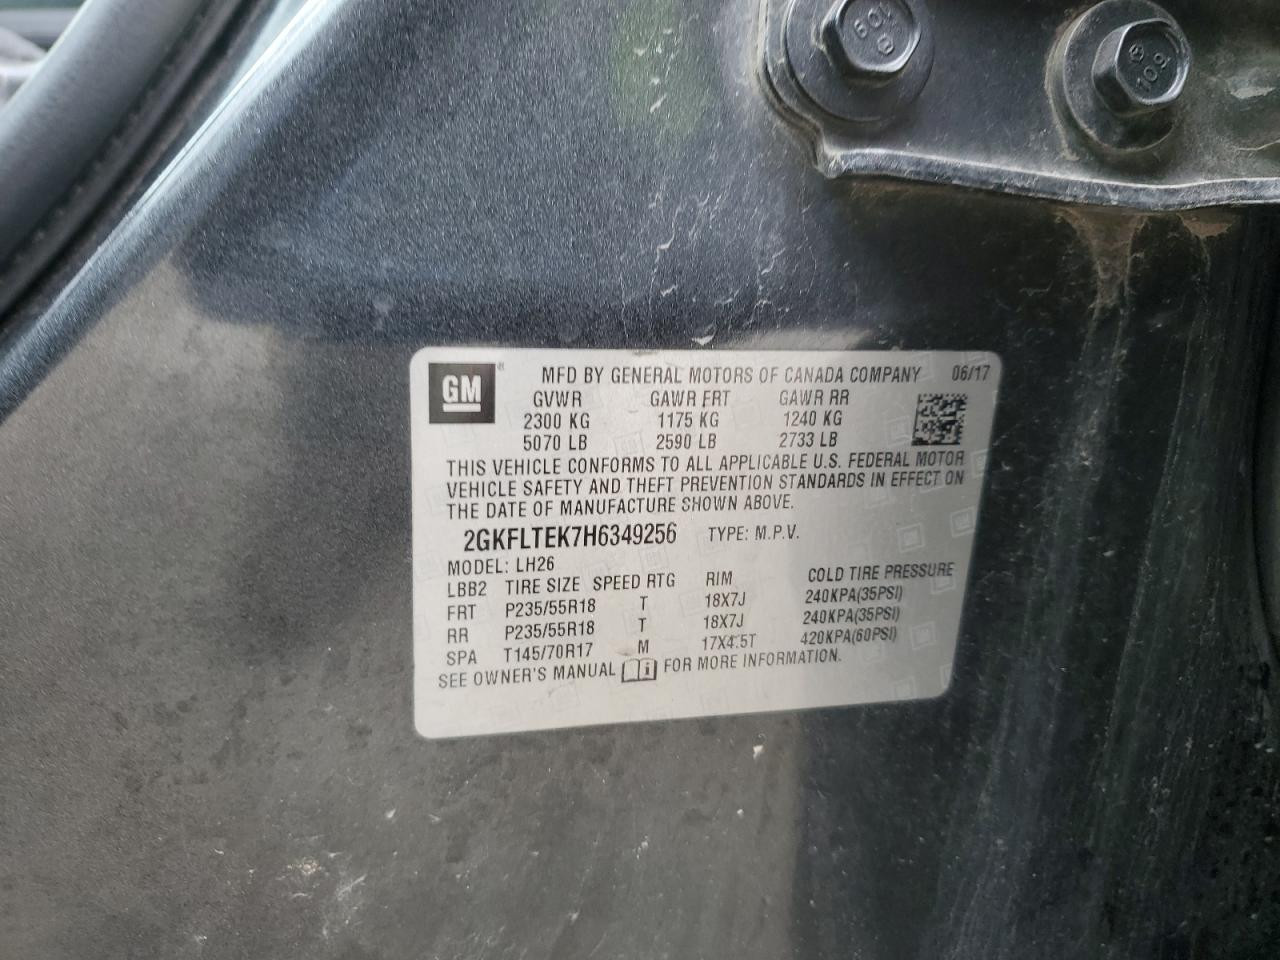 109
109
GM
MFD BY GENERAL MOTORS OF CANADA COMPANY 06/17
GVWR GAWR FRT GAWR RR
2300 KG 1175 KG 1240 KG
5070 LB 2590 LB 2733 LB
THIS VEHICLE CONFORMS TO ALL APPLICABLE U.S. FEDERAL MOTOR
VEHICLE SAFETY AND THEFT PREVENTION STANDARDS IN EFFECT ON
THE DATE OF MANUFACTURE SHOWN ABOVE.
2GKFLTEK7H6349256 TYPE: M.P.V.
MODEL: LH26
LBB2 TIRE SIZE SPEED RTG RIM COLD TIRE PRESSURE
FRT P235/55R18 T 18X7J 240KPA(35PSI)
RR P235/55R18 T 18X7J 240KPA(35PSI)
SPA T145/70R17 M 17X4.5T 420KPA(60PSI)
SEE OWNER'S MANUAL FOR MORE INFORMATION.